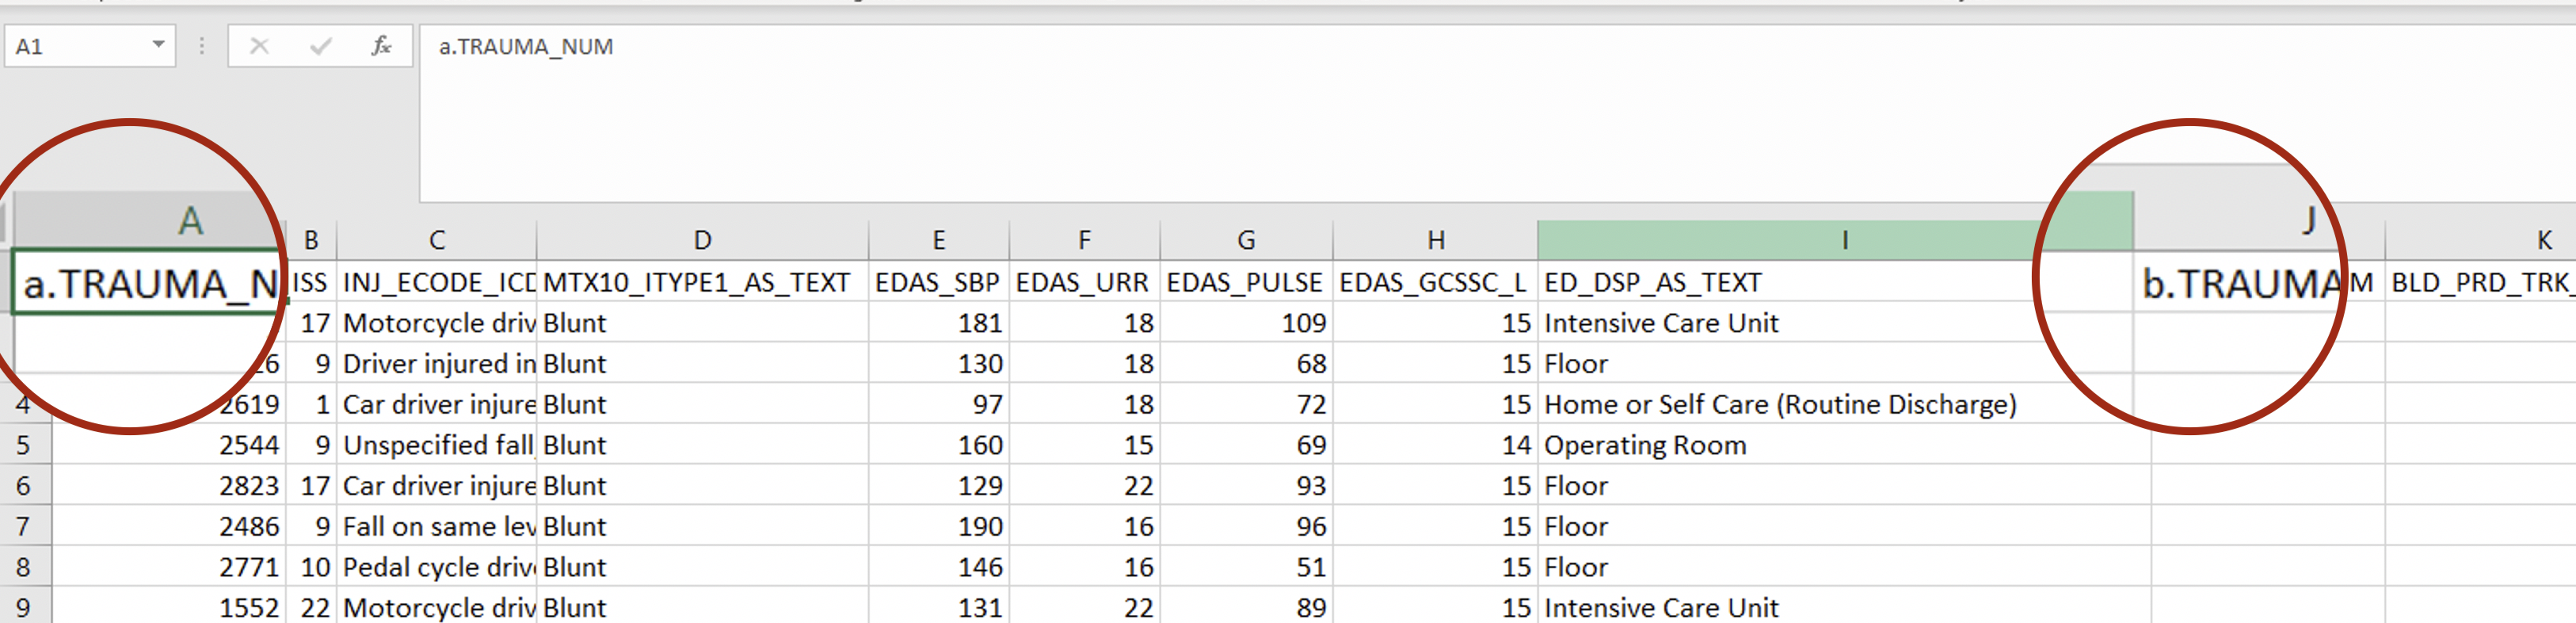 A1 fx a.TRAUMA_NUM
A B C D E F G H I J K
a.TRAUMA_N ISS INJ_ECODE_ICD MTX10_ITYPE1_AS_TEXT EDAS_SBP EDAS_URR EDAS_PULSE EDAS_GCSSC_L ED_DSP_AS_TEXT b.TRAUMA M BLD_PRD_TRK_
17 Motorcycle driv Blunt 181 18 109 15 Intensive Care Unit
26 9 Driver injured in Blunt 130 18 68 15 Floor
4 2619 1 Car driver injure Blunt 97 18 72 15 Home or Self Care (Routine Discharge)
5 2544 9 Unspecified fall, Blunt 160 15 69 14 Operating Room
6 2823 17 Car driver injure Blunt 129 22 93 15 Floor
7 2486 9 Fall on same lev Blunt 190 16 96 15 Floor
8 2771 10 Pedal cycle drive Blunt 146 16 51 15 Floor
9 1552 22 Motorcycle driv Blunt 131 22 89 15 Intensive Care Unit